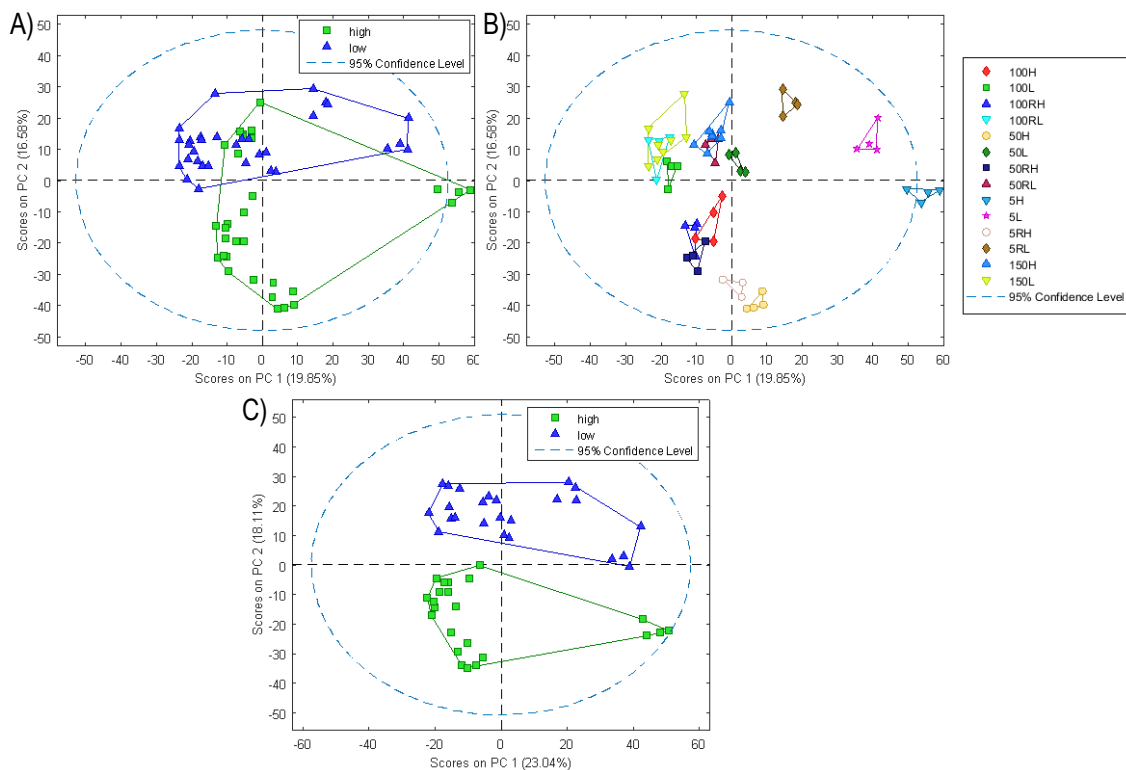 A)
high
low
95% Confidence Level
50
40
30
20
10
0
-10
-20
-30
-40
-50
Scores on PC 2 (16.58%)
-50 -40 -30 -20 -10 0 10 20 30 40 50 60
Scores on PC 1 (19.85%)
B)
50
40
30
20
10
0
-10
-20
-30
-40
-50
Scores on PC 2 (16.58%)
-50 -40 -30 -20 -10 0 10 20 30 40 50 60
Scores on PC 1 (19.85%)
100H
100L
100RH
100RL
50H
50L
50RH
50RL
5H
5L
5RH
5RL
150H
150L
95% Confidence Level
C)
high
low
95% Confidence Level
50
40
30
20
10
0
-10
-20
-30
-40
-50
Scores on PC 2 (18.11%)
-60 -40 -20 0 20 40 60
Scores on PC 1 (23.04%)